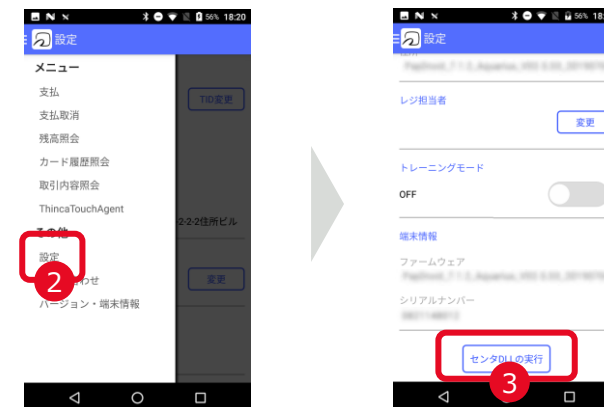 56% 18:20
設定
メニュー
支払
支払取消
残高照会
カード履歴照会
取引内容照会
ThincaTouchAgent
その他
設定
わせ
バージョン・端末情報
TID変更
2-2-2住所ビル
変更
2
56% 18:
設定
レジ担当者
変更
トレーニングモード
OFF
端末情報
ファームウェア
シリアルナンバー
センタDLLの実行
3